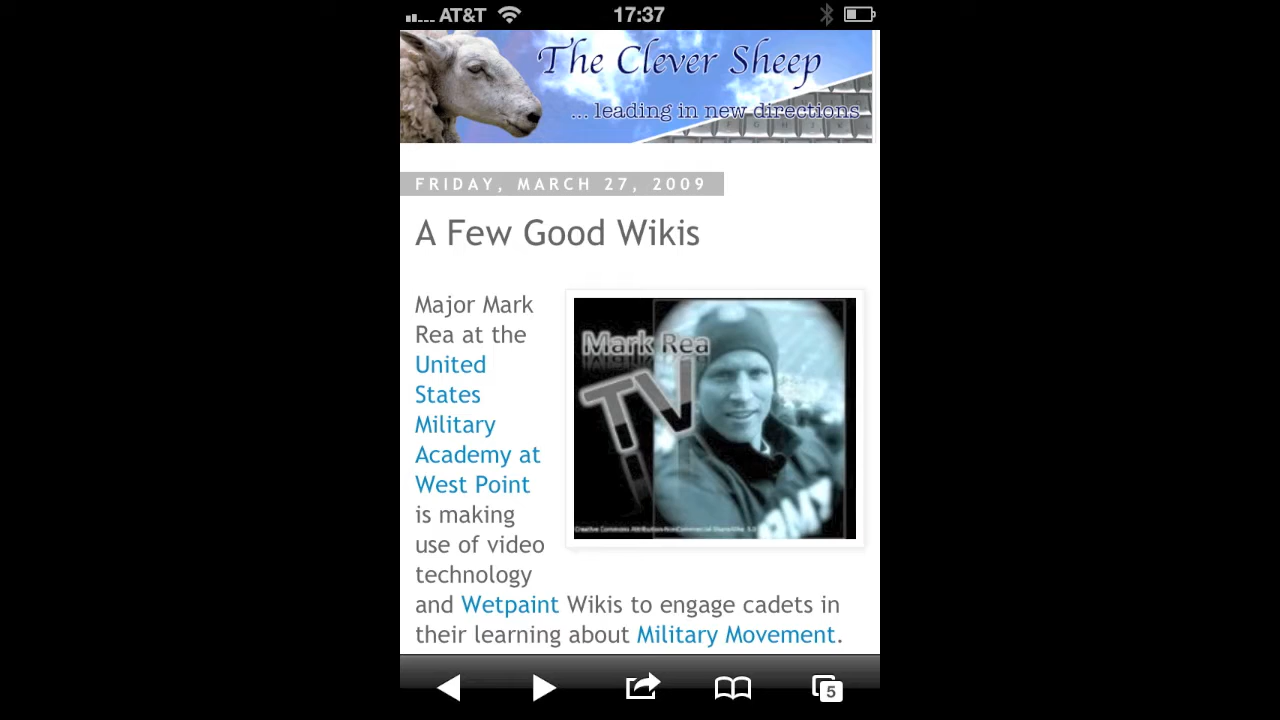 AT&T 17:37
The Clever Sheep
... leading in new directions
FRIDAY, MARCH 27, 2009
A Few Good Wikis
Major Mark
Rea at the
United
States
Military
Academy at
West Point
is making
use of video
technology
and Wetpaint Wikis to engage cadets in
their learning about Military Movement.
Mark Rea
TV
5